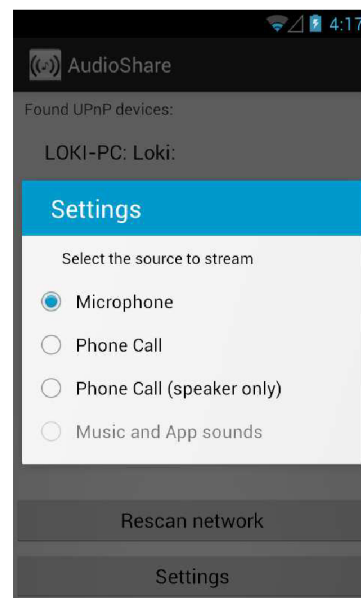 4:17
AudioShare
Found UPnP devices:
LOKI-PC: Loki:
Settings
Select the source to stream
Microphone
Phone Call
Phone Call (speaker only)
Music and App sounds
Rescan network
Settings